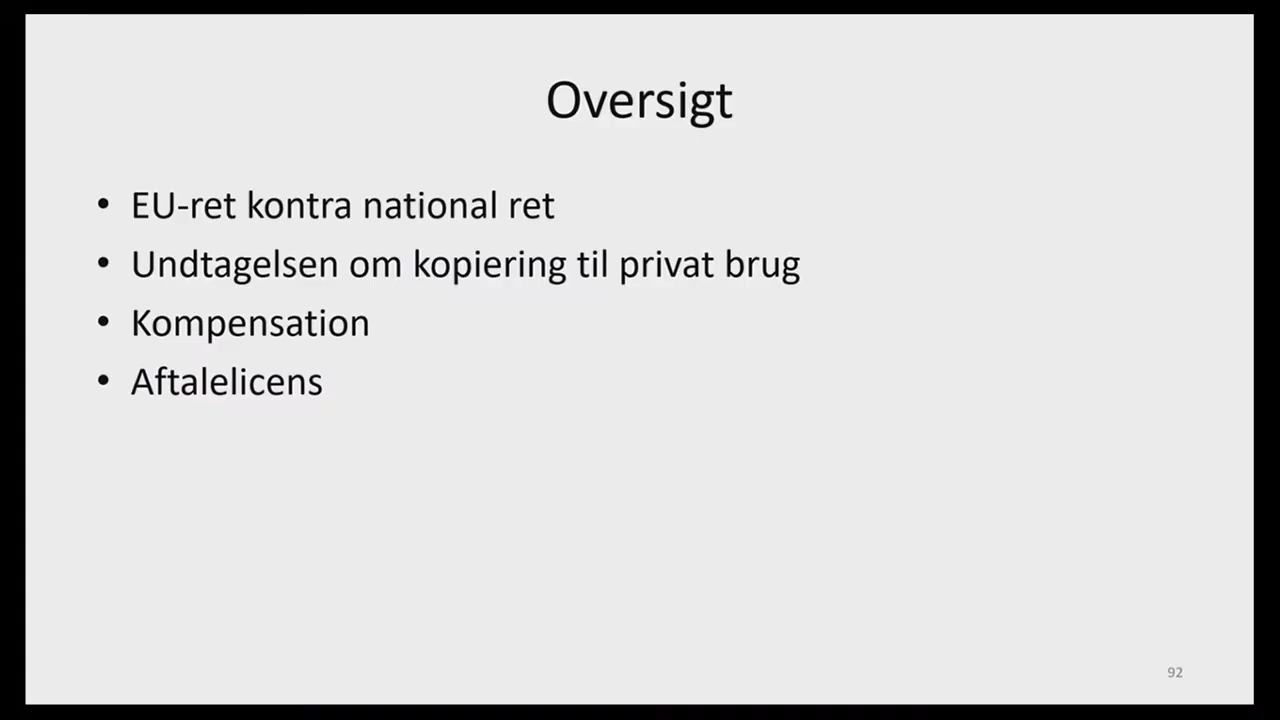 Oversigt
• EU-ret kontra national ret
• Undtagelsen om kopiering til privat brug
• Kompensation
• Aftalelicens
92